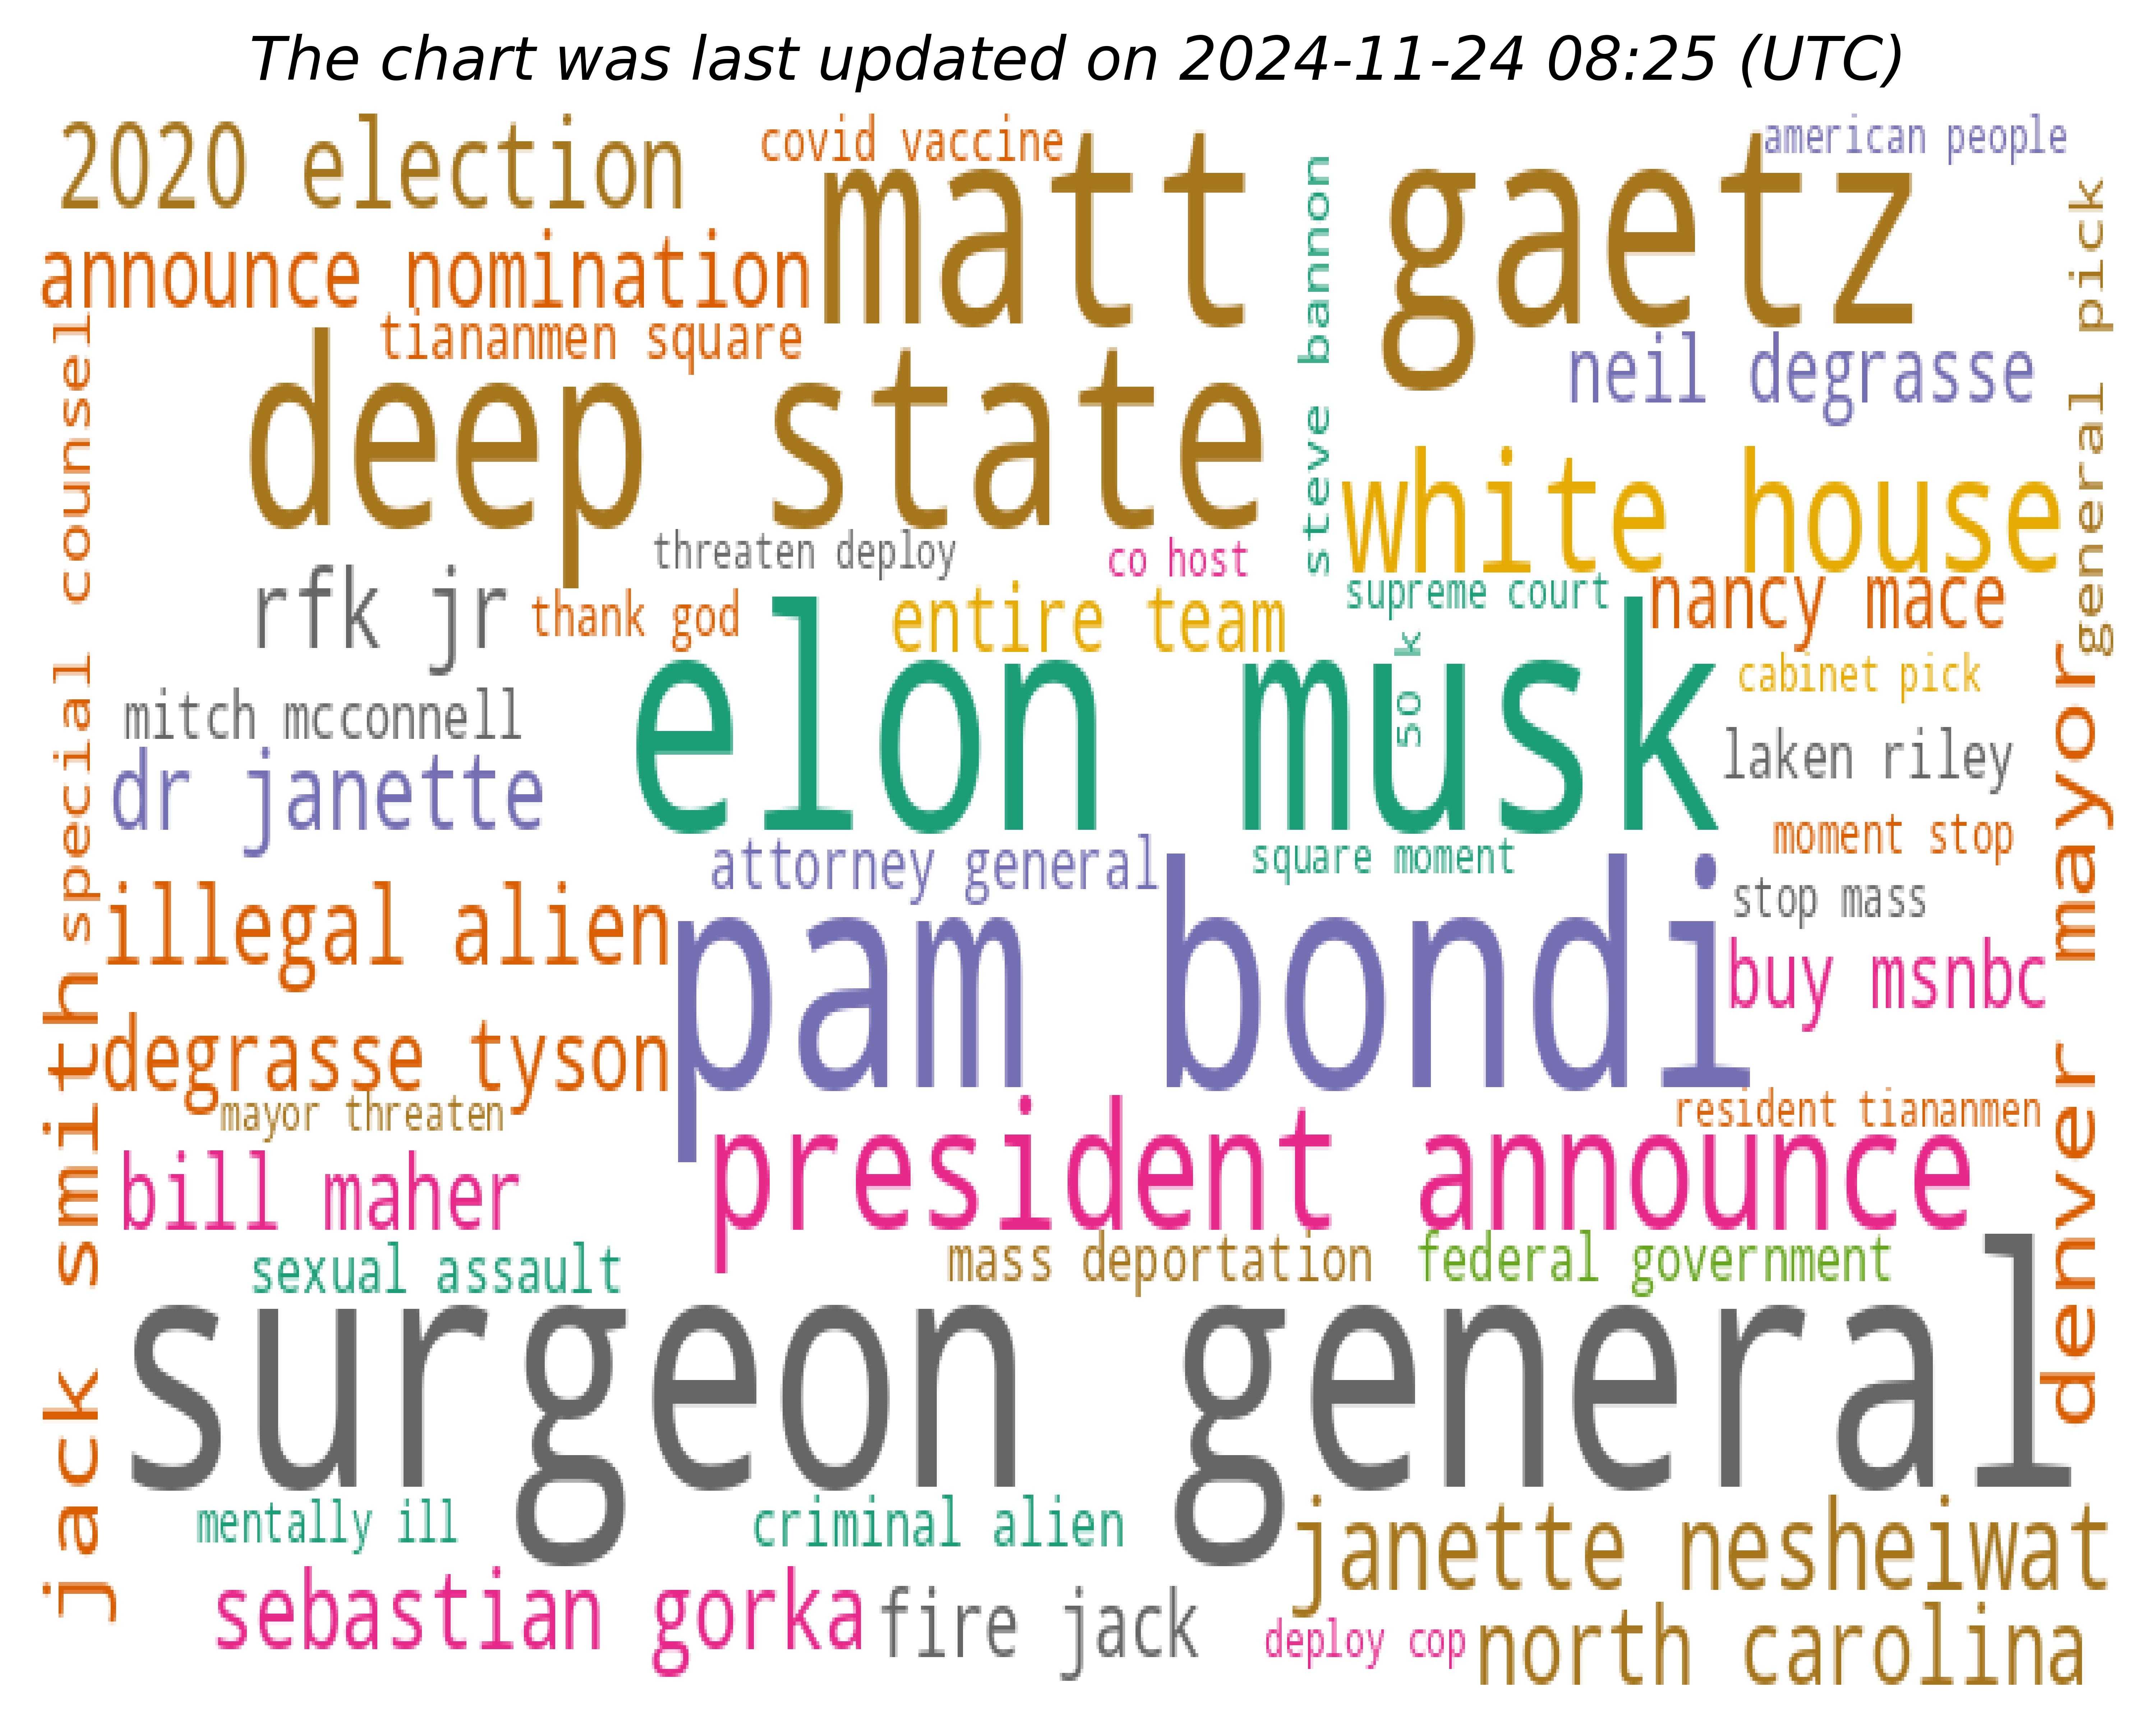 The chart was last updated on 2024-11-24 08:25 (UTC)
2020 election
covid vaccine
matt gaetz
american people
announce nomination
steve bannon
general pick
tiananmen square
neil degrasse
deep state
special counsel
white house
threaten deploy
co host
rfk jr
thank god
entire team
supreme court
nancy mace
elon musk
50 k
cabinet pick
mitch mcconnell
laken riley
dr janette
denver mayor
moment stop
attorney general
square moment
illegal alien
pam bondi
stop mass
buy msnbc
jack smith
degrasse tyson
mayor threaten
resident tiananmen
president announce
bill maher
sexual assault
mass deportation
federal government
surgeon general
mentally ill
criminal alien
janette nesheiwat
sebastian gorka
fire jack
deploy cop
north carolina